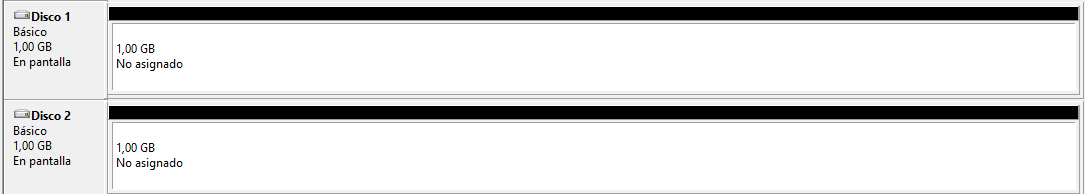 Disco 1
Básico
1,00 GB
En pantalla
1,00 GB
No asignado
Disco 2
Básico
1,00 GB
En pantalla
1,00 GB
No asignado